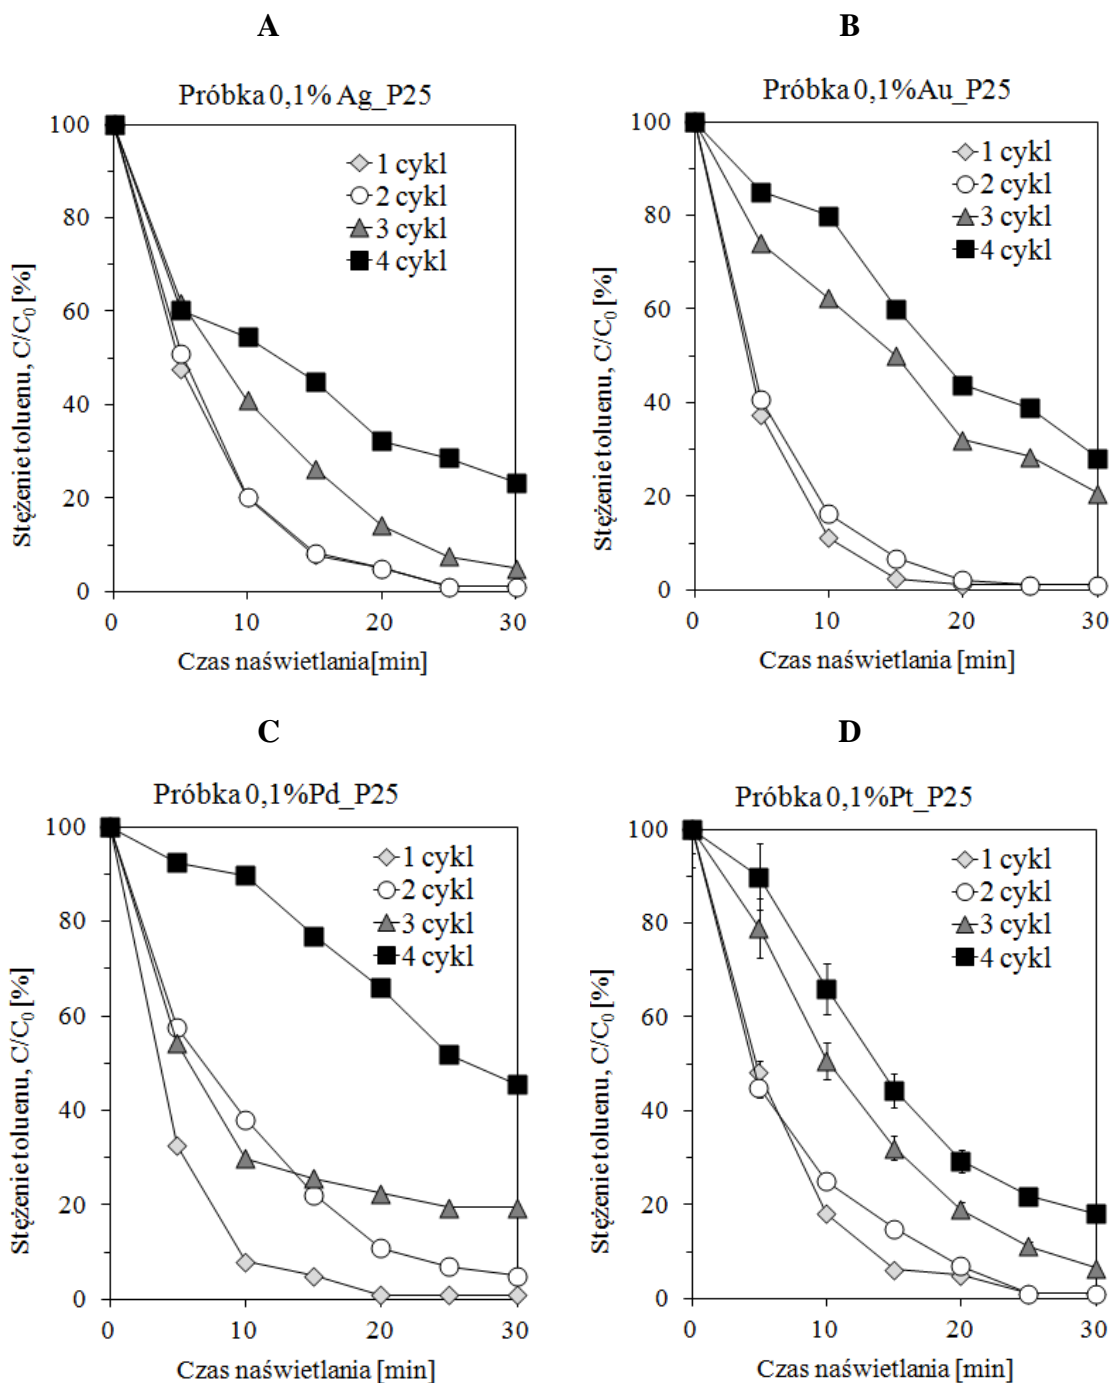 A
Próbka 0,1% Ag_P25
Stężenie toluenu, C/C0 [%]
100
80
60
40
20
0
1 cykl
2 cykl
3 cykl
4 cykl
0 10 20 30
Czas naświetlania[min]
B
Próbka 0,1%Au_P25
Stężenie toluenu, C/C0 [%]
100
80
60
40
20
0
1 cykl
2 cykl
3 cykl
4 cykl
0 10 20 30
Czas naświetlania [min]
C
Próbka 0,1%Pd_P25
Stężenie toluenu, C/C0 [%]
100
80
60
40
20
0
1 cykl
2 cykl
3 cykl
4 cykl
0 10 20 30
Czas naświetlania [min]
D
Próbka 0,1%Pt_P25
Stężenie toluenu, C/C0 [%]
100
80
60
40
20
0
1 cykl
2 cykl
3 cykl
4 cykl
0 10 20 30
Czas naświetlania [min]